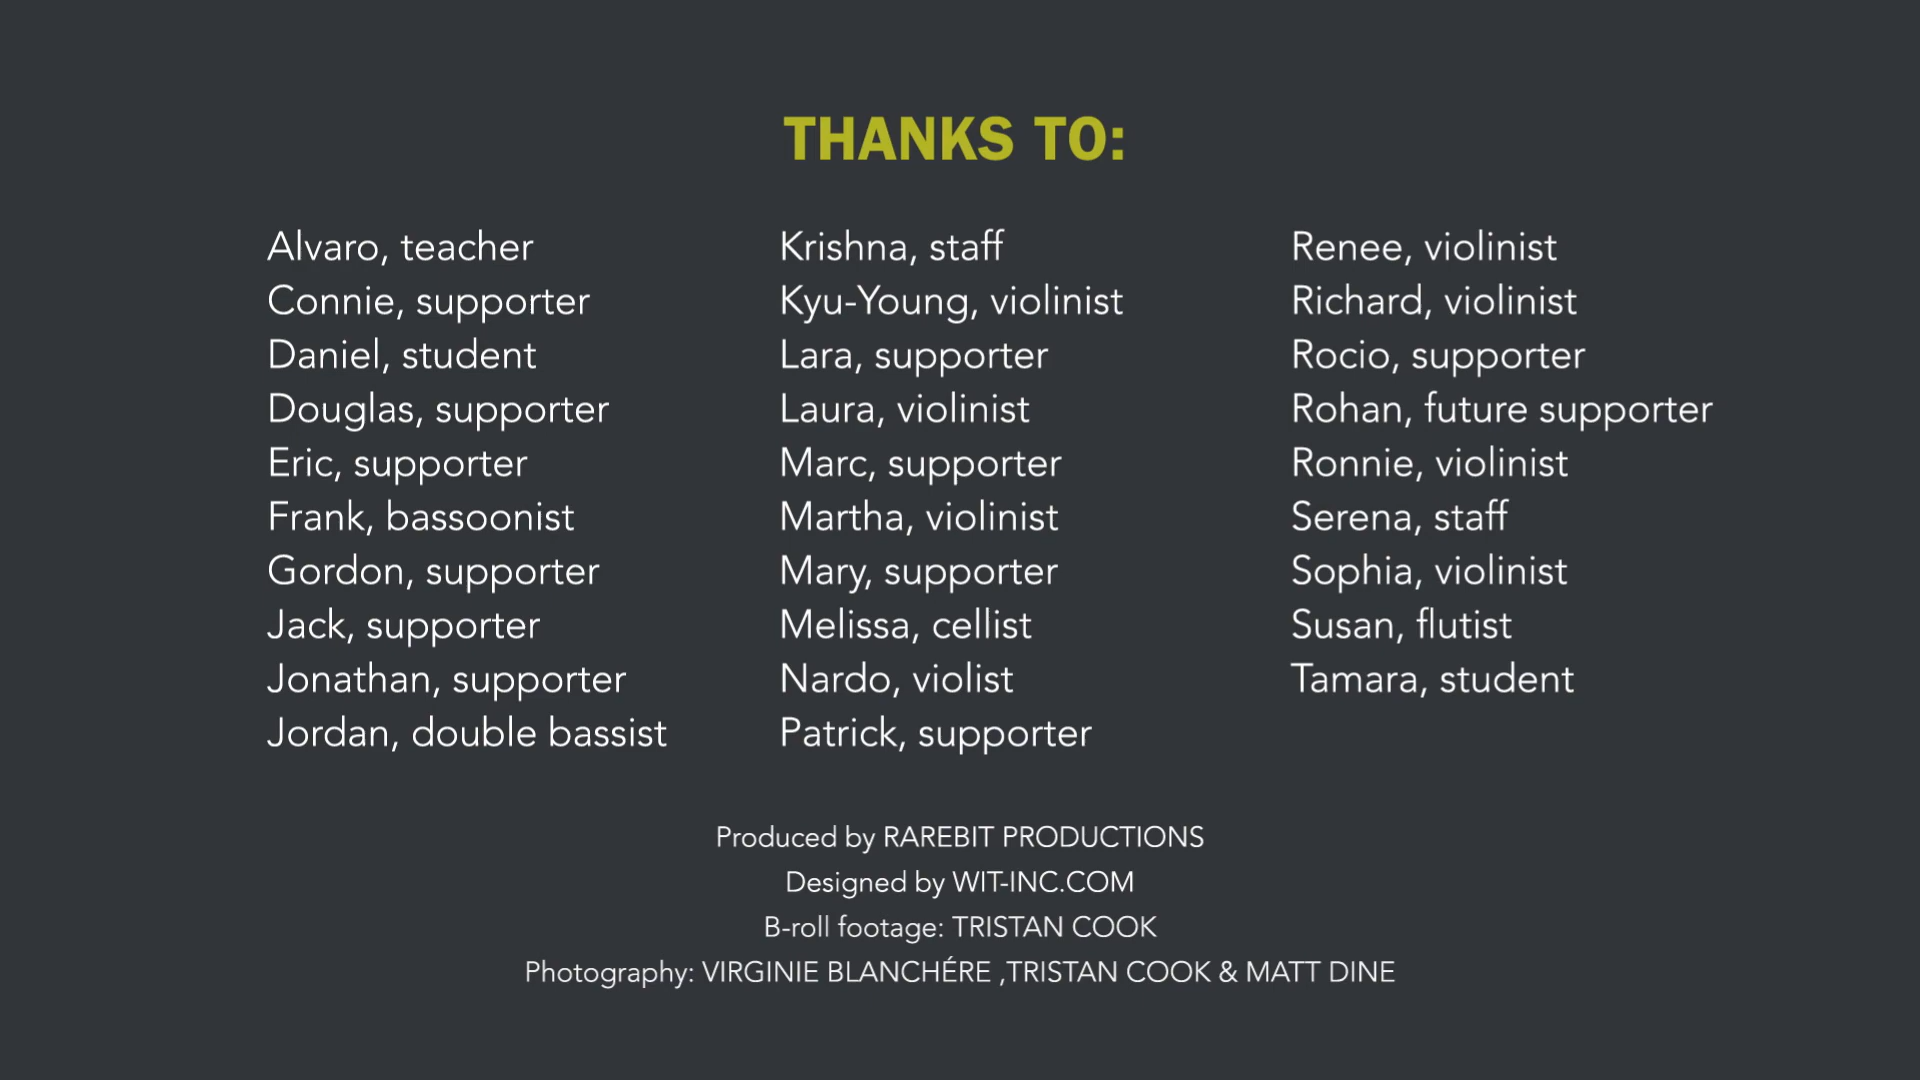 THANKS TO:
Alvaro, teacher
Connie, supporter
Daniel, student
Douglas, supporter
Eric, supporter
Frank, bassoonist
Gordon, supporter
Jack, supporter
Jonathan, supporter
Jordan, double bassist
Krishna, staff
Kyu-Young, violinist
Lara, supporter
Laura, violinist
Marc, supporter
Martha, violinist
Mary, supporter
Melissa, cellist
Nardo, violist
Patrick, supporter
Renee, violinist
Richard, violinist
Rocio, supporter
Rohan, future supporter
Ronnie, violinist
Serena, staff
Sophia, violinist
Susan, flutist
Tamara, student
Produced by RAREBIT PRODUCTIONS
Designed by WIT-INC.COM
B-roll footage: TRISTAN COOK
Photography: VIRGINIE BLANCHÉRE ,TRISTAN COOK & MATT DINE